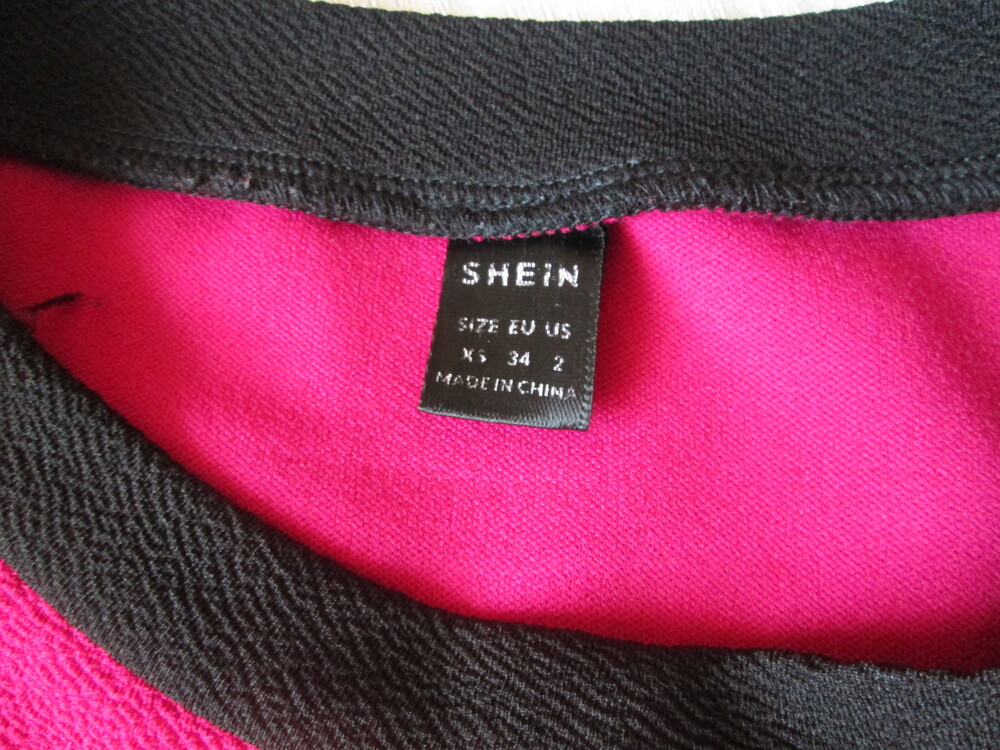 SHEIN
SIZE EU US
XS 34 2
MADE IN CHINA